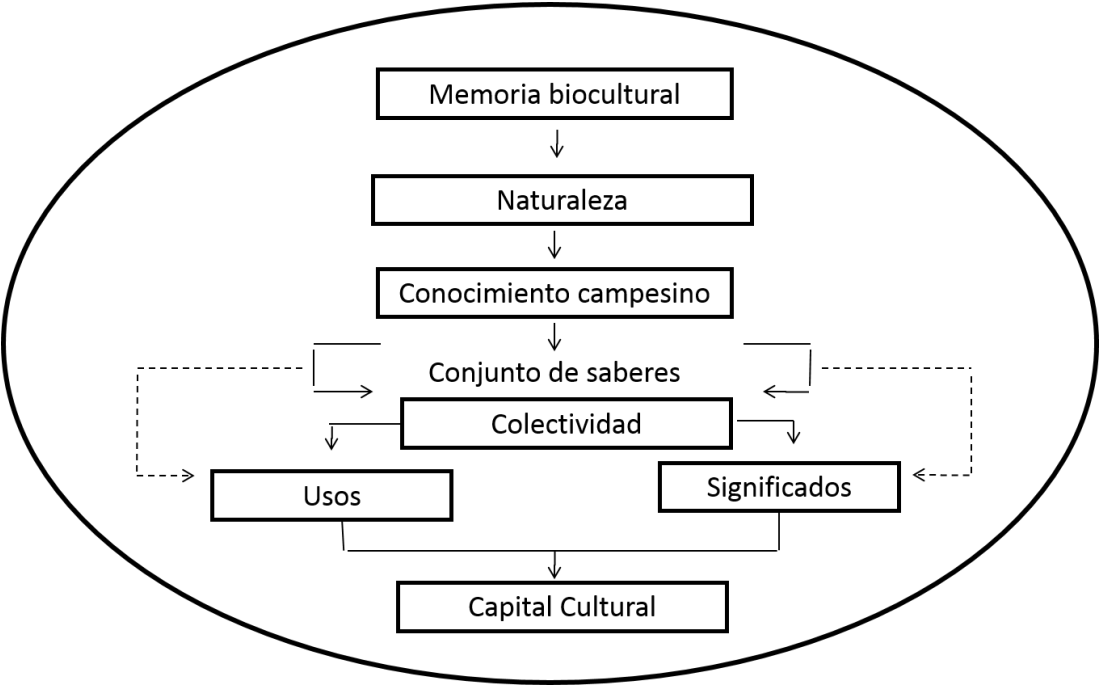 Memoria biocultural
Naturaleza
Conocimiento campesino
Conjunto de saberes
Colectividad
Usos
Significados
Capital Cultural